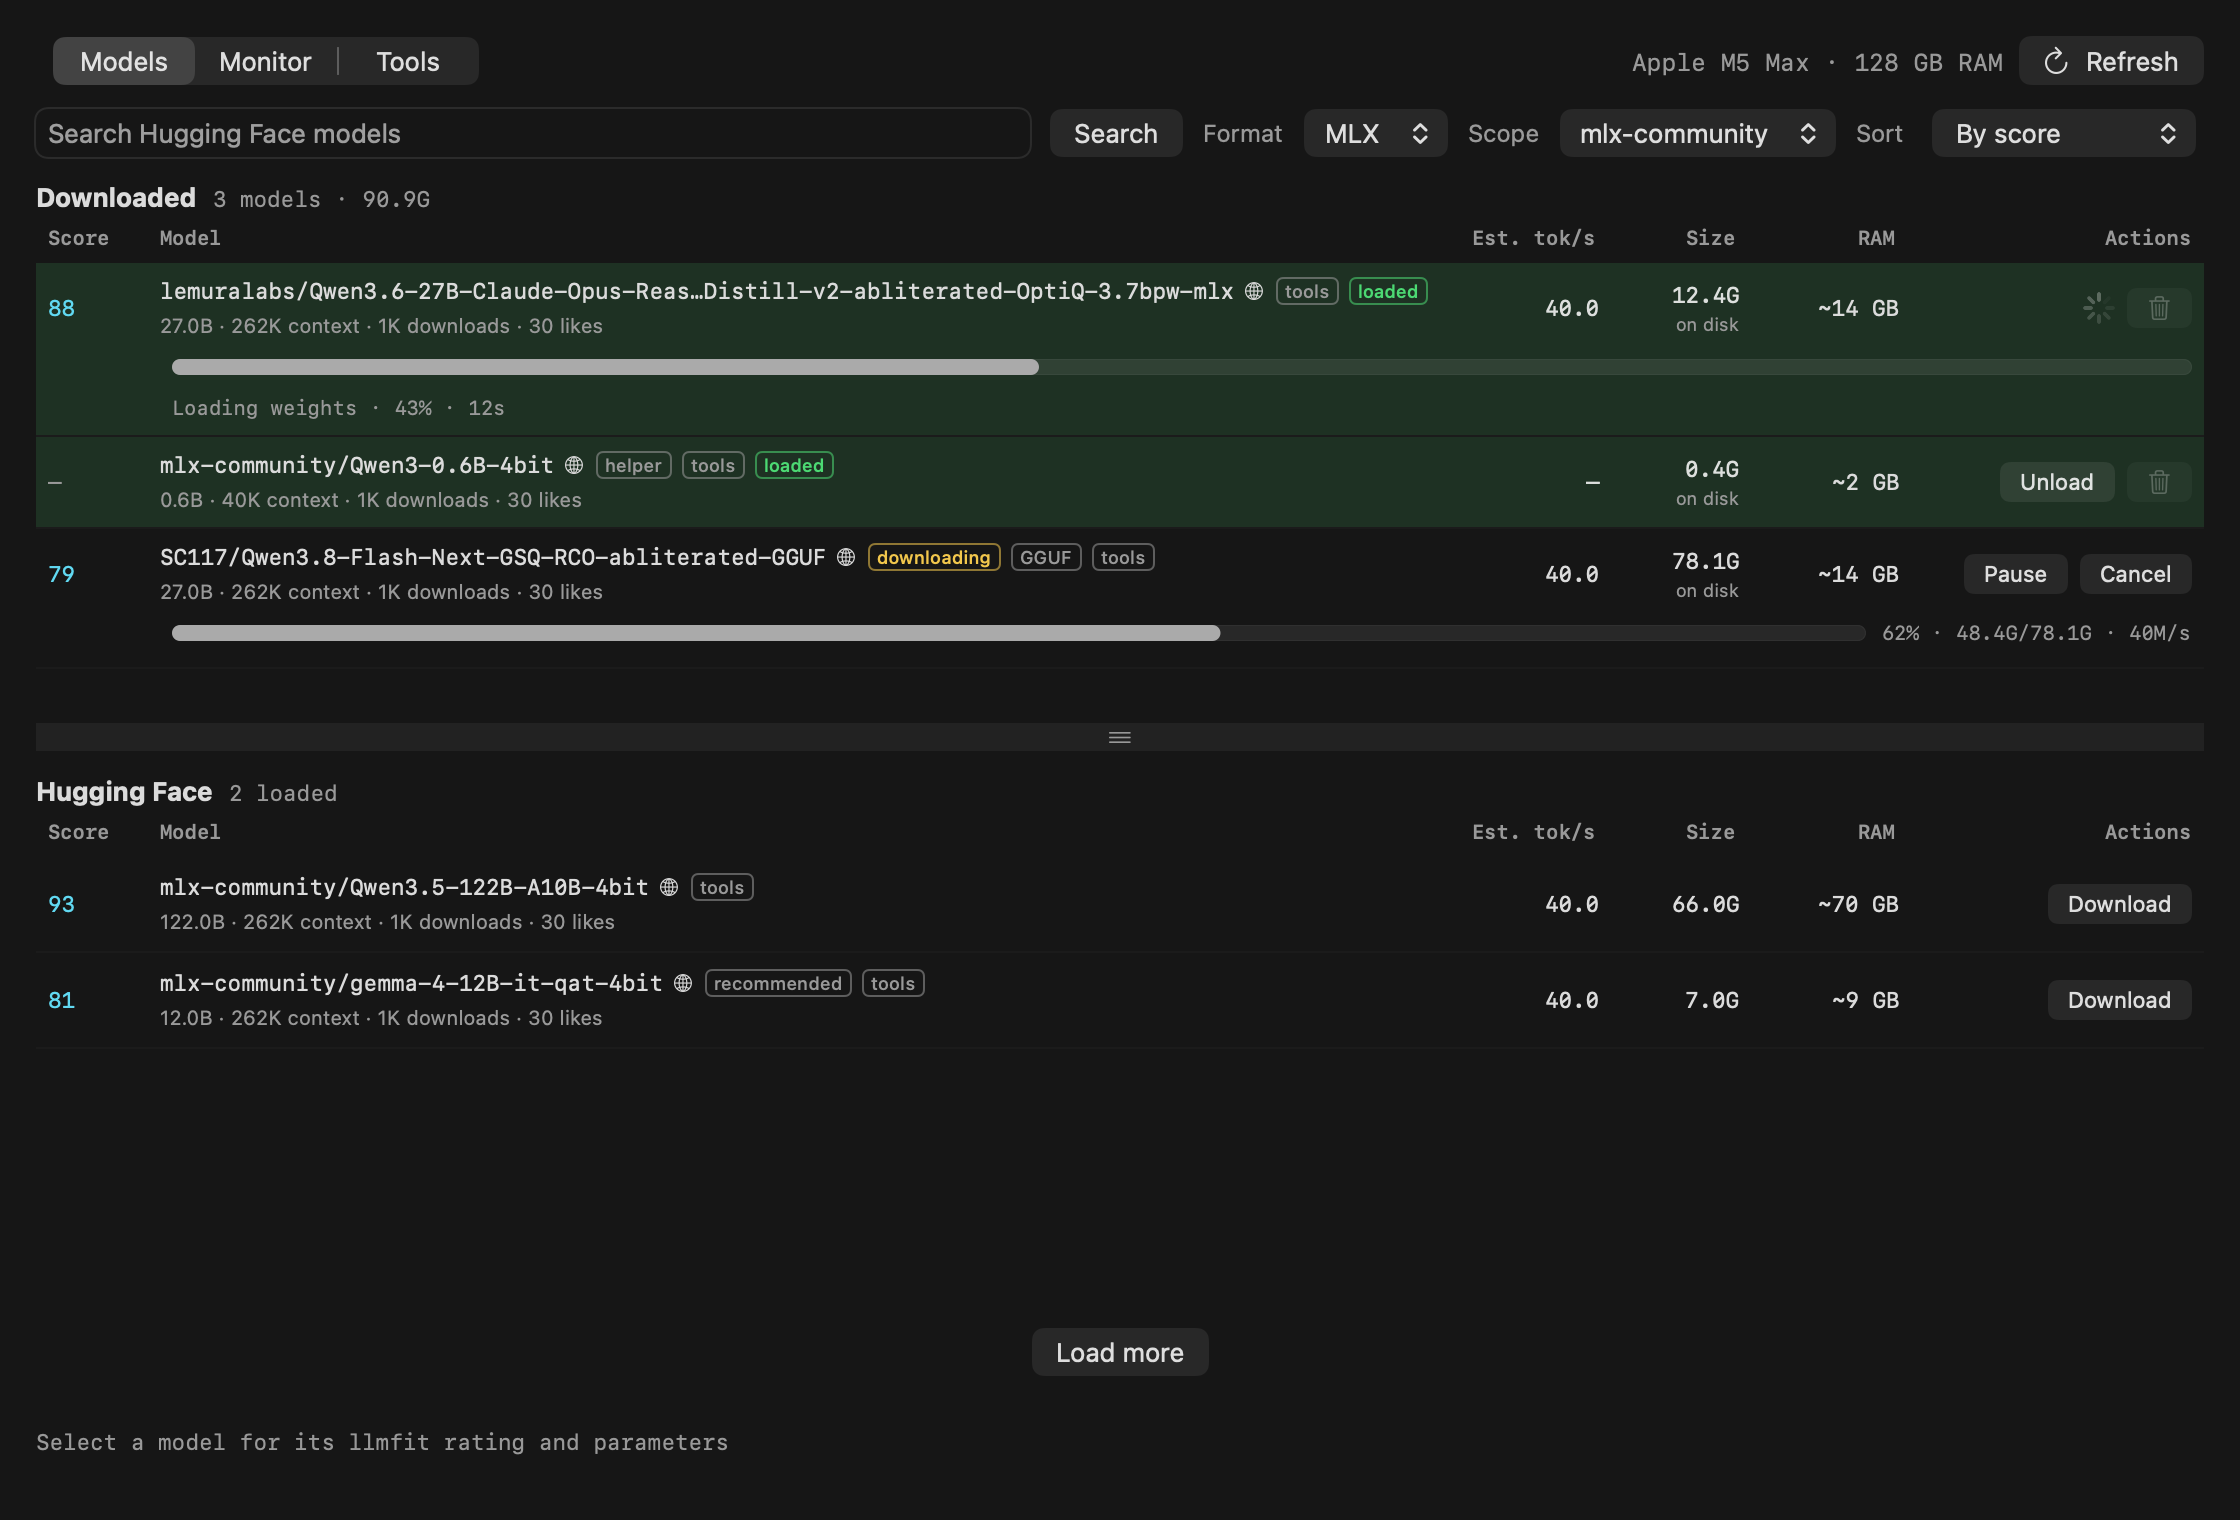 Models Monitor Tools Apple M5 Max · 128 GB RAM Refresh
Search Hugging Face models Search Format MLX Scope mlx-community Sort By score
Downloaded 3 models · 90.9G
Score Model Est. tok/s Size RAM Actions
88 lemuralabs/Qwen3.6-27B-Claude-Opus-Reas…Distill-v2-abliterated-OptiQ-3.7bpw-mlx tools loaded 40.0 12.4G ~14 GB
27.0B · 262K context · 1K downloads · 30 likes on disk
Loading weights · 43% · 12s
— mlx-community/Qwen3-0.6B-4bit helper tools loaded — 0.4G ~2 GB Unload
0.6B · 40K context · 1K downloads · 30 likes on disk
79 SC117/Qwen3.8-Flash-Next-GSQ-RCO-abliterated-GGUF downloading GGUF tools 40.0 78.1G ~14 GB Pause Cancel
27.0B · 262K context · 1K downloads · 30 likes on disk
62% · 48.4G/78.1G · 40M/s
Hugging Face 2 loaded
Score Model Est. tok/s Size RAM Actions
93 mlx-community/Qwen3.5-122B-A10B-4bit tools 40.0 66.0G ~70 GB Download
122.0B · 262K context · 1K downloads · 30 likes
81 mlx-community/gemma-4-12B-it-qat-4bit recommended tools 40.0 7.0G ~9 GB Download
12.0B · 262K context · 1K downloads · 30 likes
Load more
Select a model for its llmfit rating and parameters